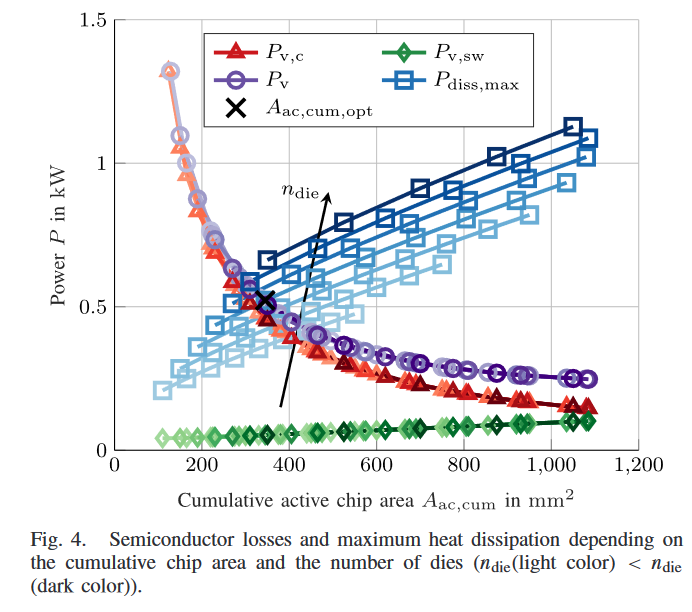 1.5
1
0.5
0
Power P in kW
P_v,c
P_v,sw
P_v
P_diss,max
A_ac,cum,opt
n_die
0 200 400 600 800 1,000 1,200
Cumulative active chip area A_ac,cum in mm²
Fig. 4. Semiconductor losses and maximum heat dissipation depending on
the cumulative chip area and the number of dies (n_die(light color) < n_die
(dark color)).